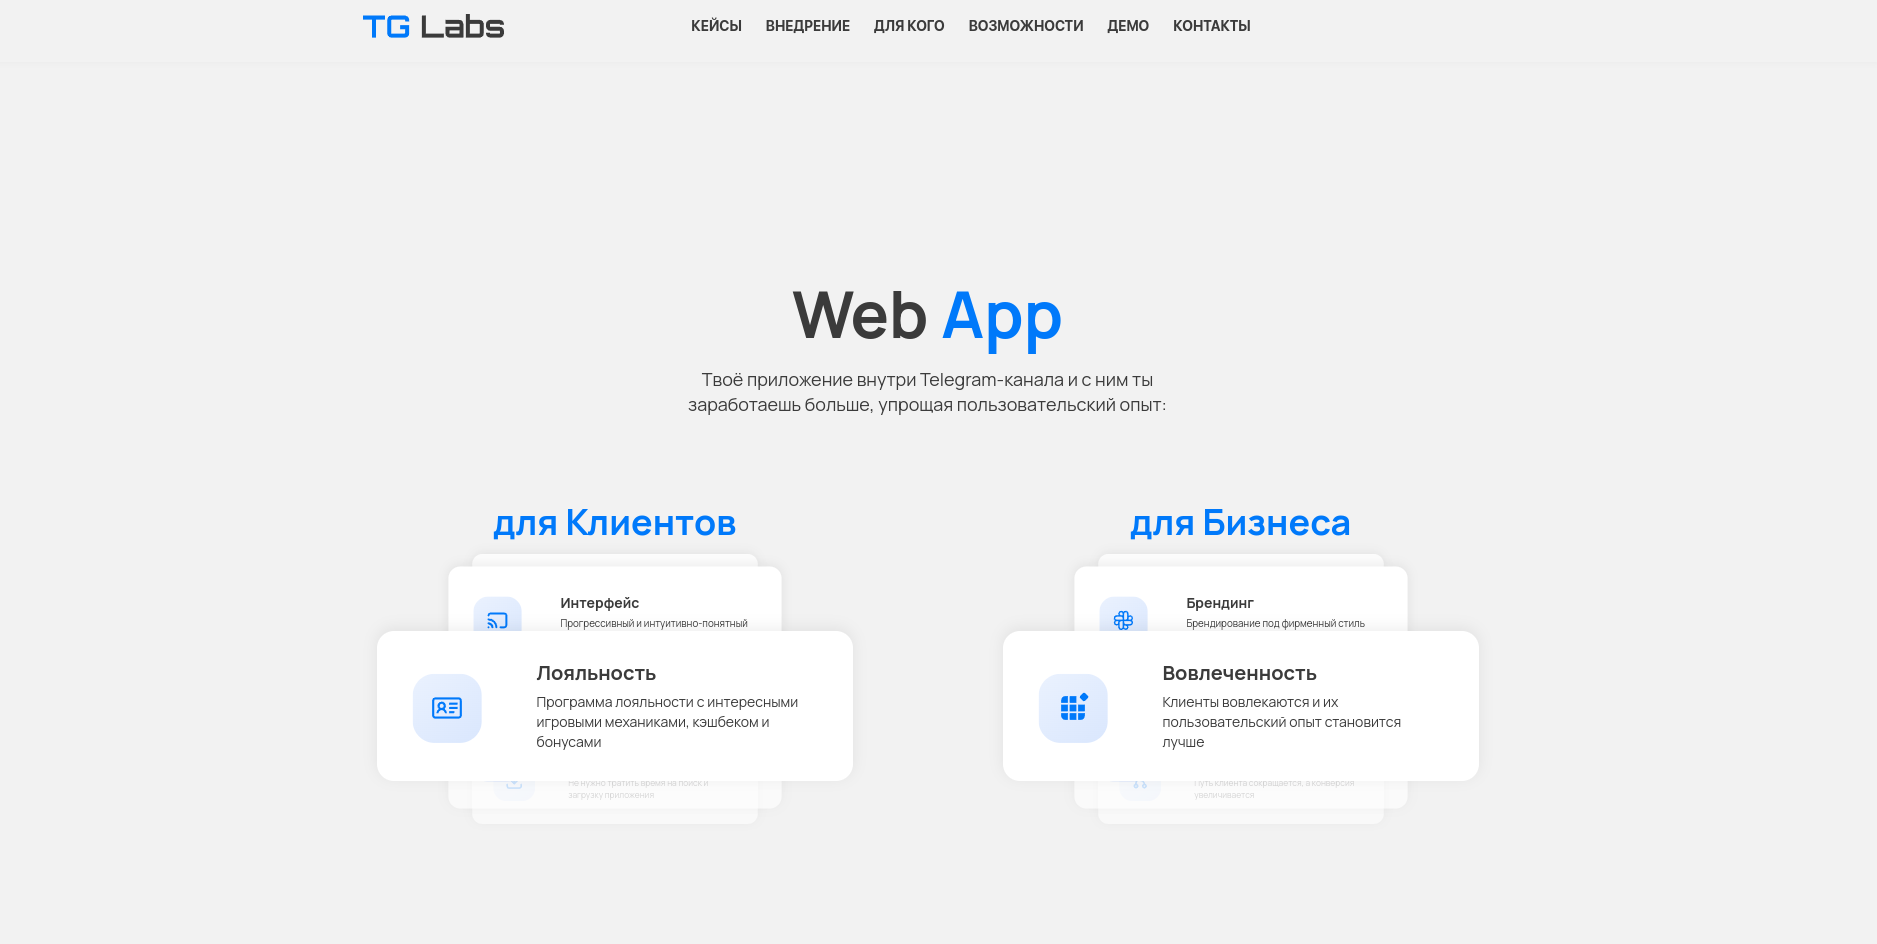 TG Labs
КЕЙСЫ ВНЕДРЕНИЕ ДЛЯ КОГО ВОЗМОЖНОСТИ ДЕМО КОНТАКТЫ
Web App
Твоё приложение внутри Telegram-канала и с ним ты
заработаешь больше, упрощая пользовательский опыт:
для Клиентов
Интерфейс
Прогрессивный и интуитивно-понятный
Лояльность
Программа лояльности с интересными
игровыми механиками, кэшбеком и
бонусами
Не нужно тратить время на поиск и
загрузку приложения
для Бизнеса
Брендинг
Брендирование под фирменный стиль
Вовлеченность
Клиенты вовлекаются и их
пользовательский опыт становится
лучше
Путь клиента сокращается, а конверсия
увеличивается